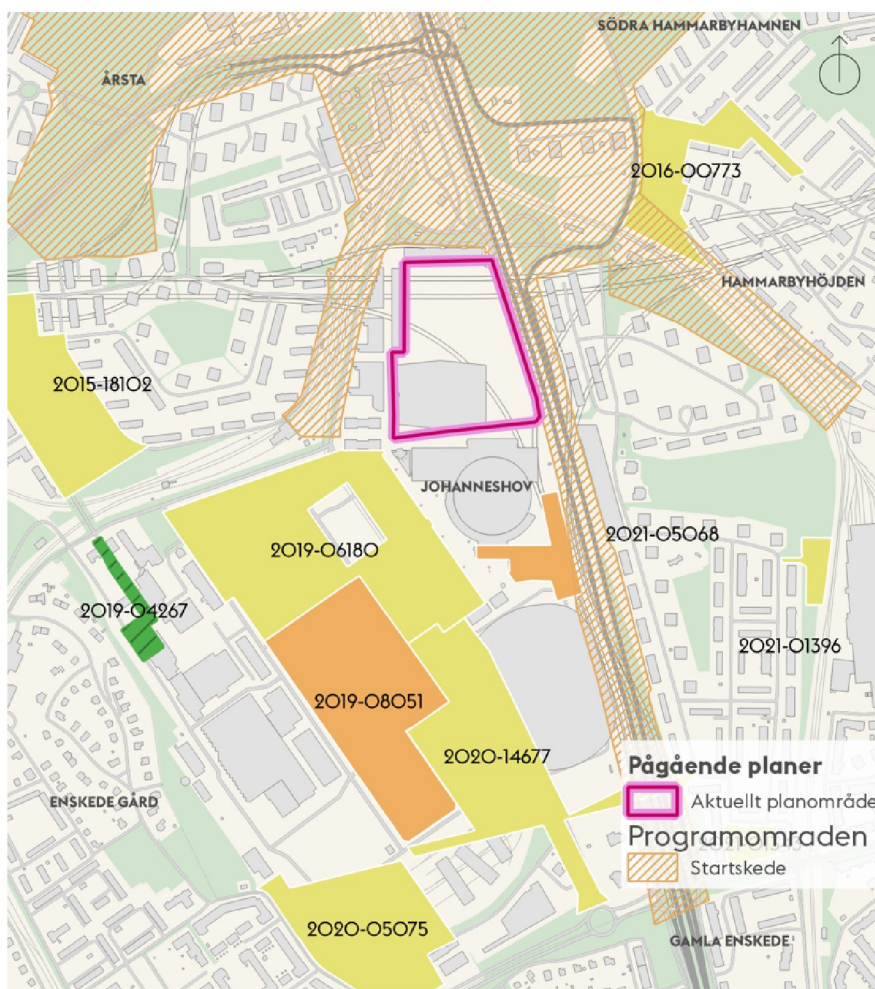 SÖDRA HAMMARBYHAMNEN
ÅRSTA
2016-00773
HAMMARBYHÖJDEN
2015-18102
JOHANNESHOV
2021-05068
2019-06180
2019-04267
2021-01396
2019-08051
2020-14677
Pågående planer
Aktuellt planområde
ENSKEDE GÅRD
Programomraden
Startskede
2020-05075
GAMLA ENSKEDE